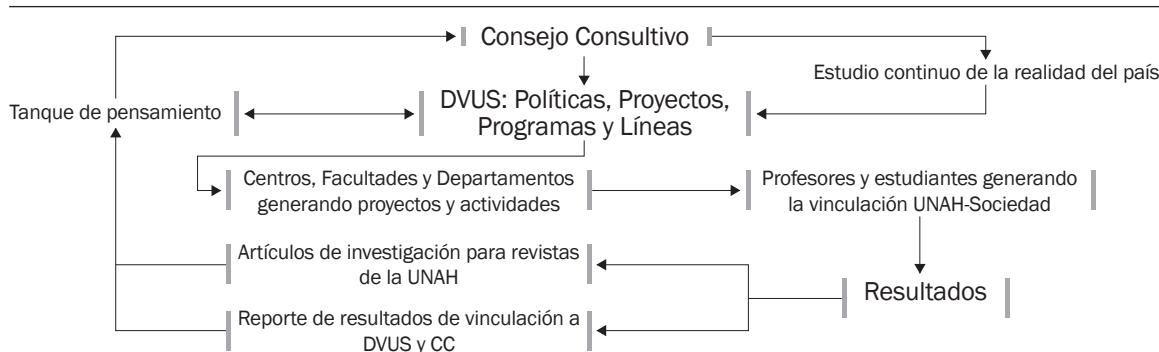 Consejo Consultivo
Estudio continuo de la realidad del país
Tanque de pensamiento
DVUS: Políticas, Proyectos,
Programas y Líneas
Centros, Facultades y Departamentos
generando proyectos y actividades
Profesores y estudiantes generando
la vinculación UNAH-Sociedad
Artículos de investigación para revistas
de la UNAH
Resultados
Reporte de resultados de vinculación a
DVUS y CC